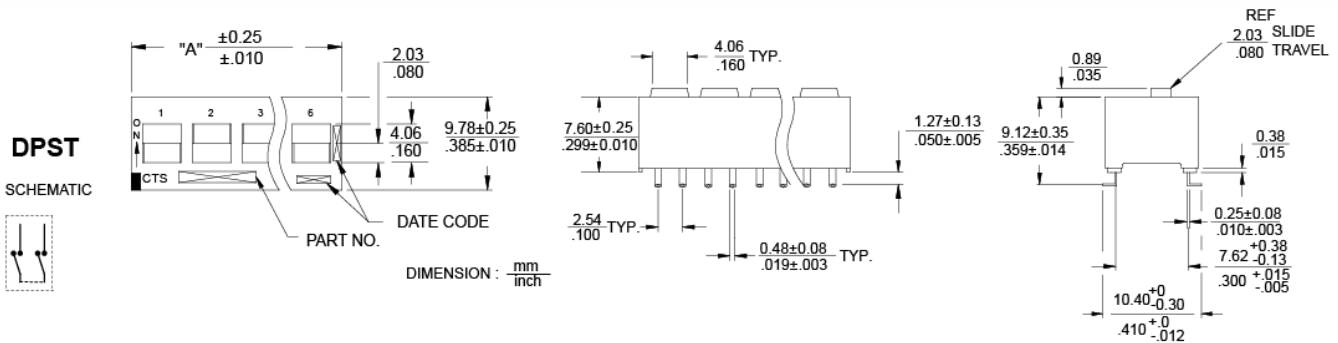 DPST
SCHEMATIC
"A" ±0.25
±.010
2.03
.080
1 2 3 6
ON
4.06
.160
9.78±0.25
.385±.010
CTS
DATE CODE
PART NO.
DIMENSION : mm
inch
4.06
.160 TYP.
7.60±0.25
.299±0.010
1.27±0.13
.050±.005
2.54
.100 TYP.
0.48±0.08
.019±.003 TYP.
REF
2.03 SLIDE
.080 TRAVEL
0.89
.035
9.12±0.35
.359±.014
0.38
.015
0.25±0.08
.010±.003
7.62 +0.38
-0.13
.300 +.015
-.005
10.40 +0
-0.30
.410 +.0
-.012